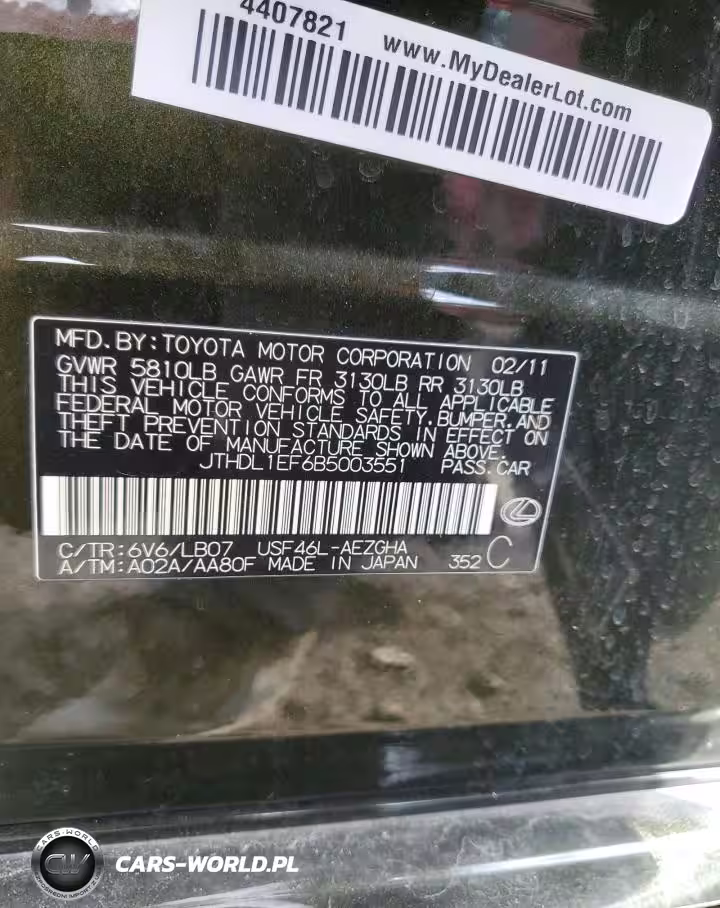 4407821 www.MyDealerLot.com
MFD.BY:TOYOTA MOTOR CORPORATION 02/11
GVWR 5810LB GAWR FR 3130LB RR 3130LB
THIS VEHICLE CONFORMS TO ALL APPLICABLE
FEDERAL MOTOR VEHICLE SAFETY,BUMPER,AND
THEFT PREVENTION STANDARDS IN EFFECT ON
THE DATE OF MANUFACTURE SHOWN ABOVE.
JTHDL1EF6B5003551 PASS.CAR
C/TR:6V6/LB07 USF46L-AEZGHA
A/TM:A02A/AA80F MADE IN JAPAN 352 C
CARS-WORLD
CW
CARS-WORLD.PL